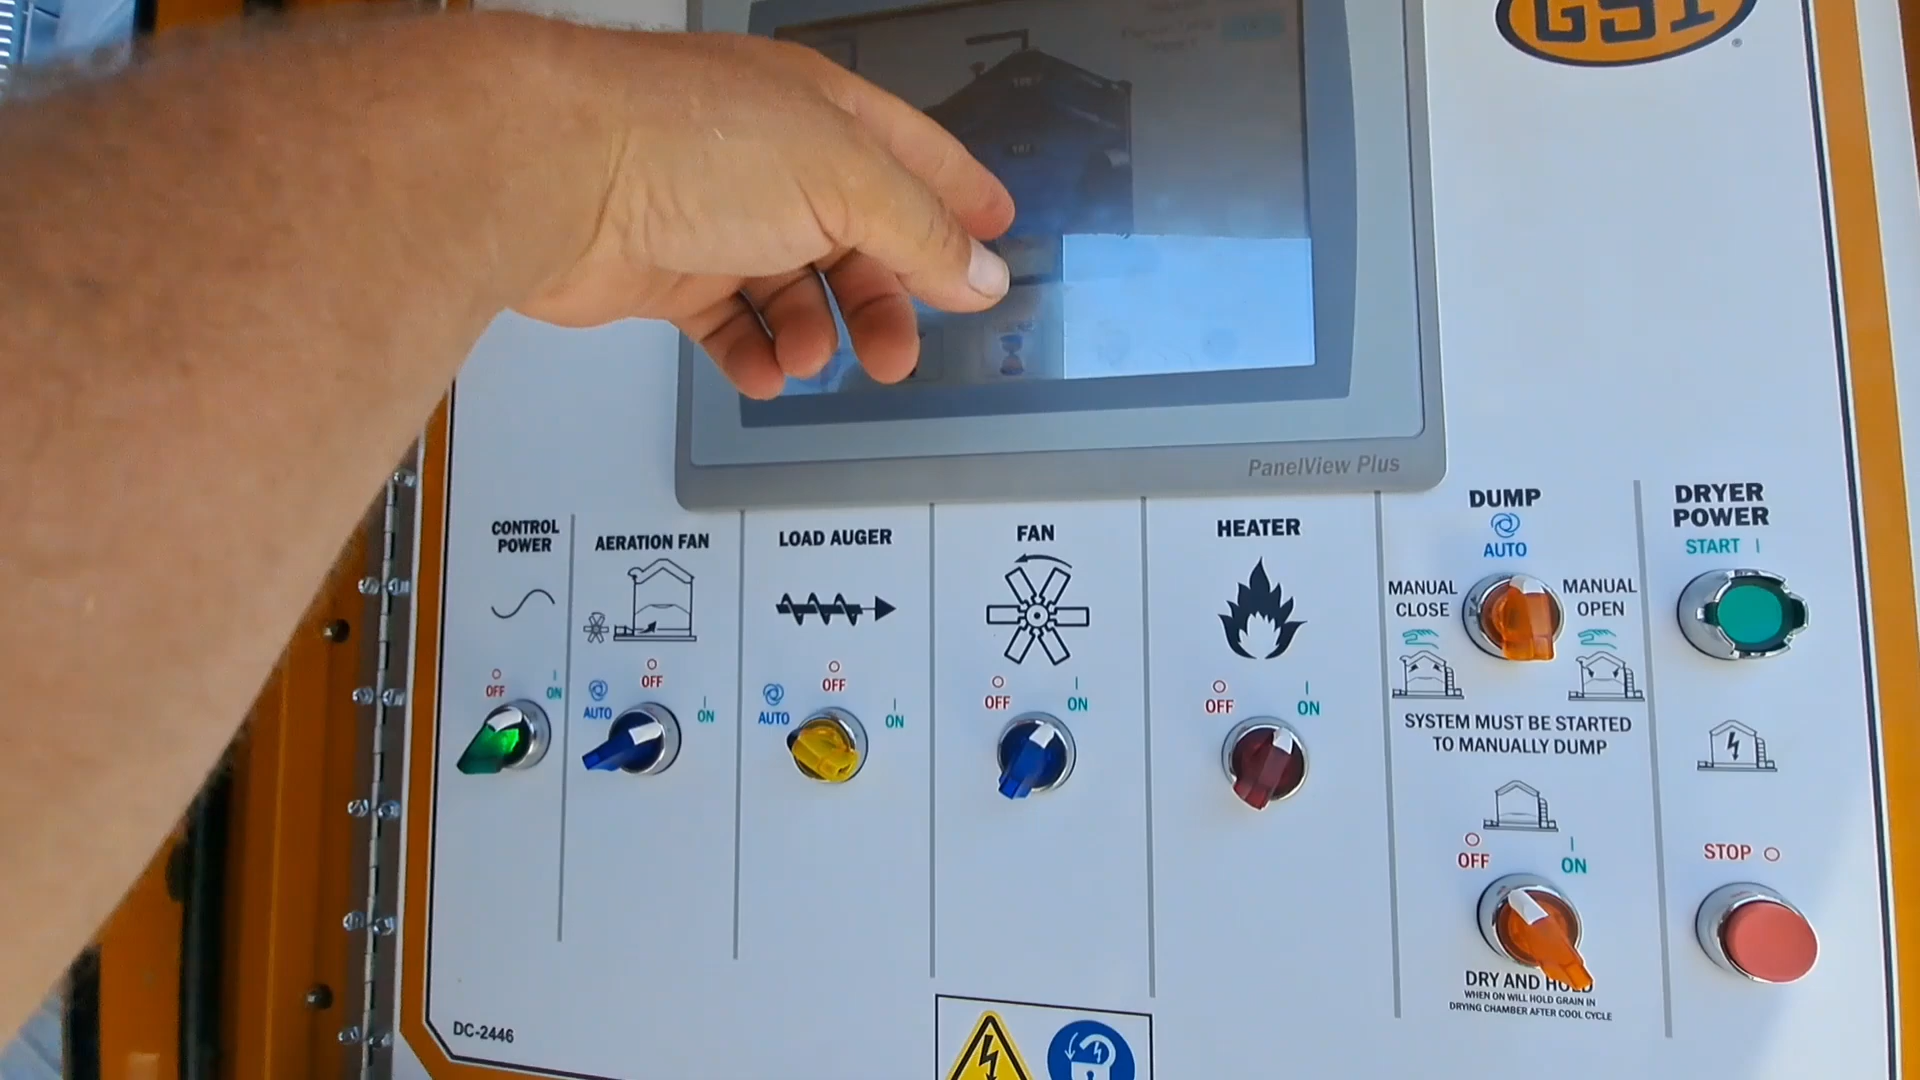 GSI
®
PanelView Plus
CONTROL
POWER
OFF
ON
AERATION FAN
AUTO
OFF
ON
LOAD AUGER
AUTO
OFF
ON
FAN
OFF
ON
HEATER
OFF
ON
DUMP
AUTO
MANUAL
CLOSE
MANUAL
OPEN
SYSTEM MUST BE STARTED
TO MANUALLY DUMP
OFF
ON
DRY AND HOLD
WHEN ON WILL HOLD GRAIN IN
DRYING CHAMBER AFTER COOL CYCLE
DRYER
POWER
START
STOP
DC-2446